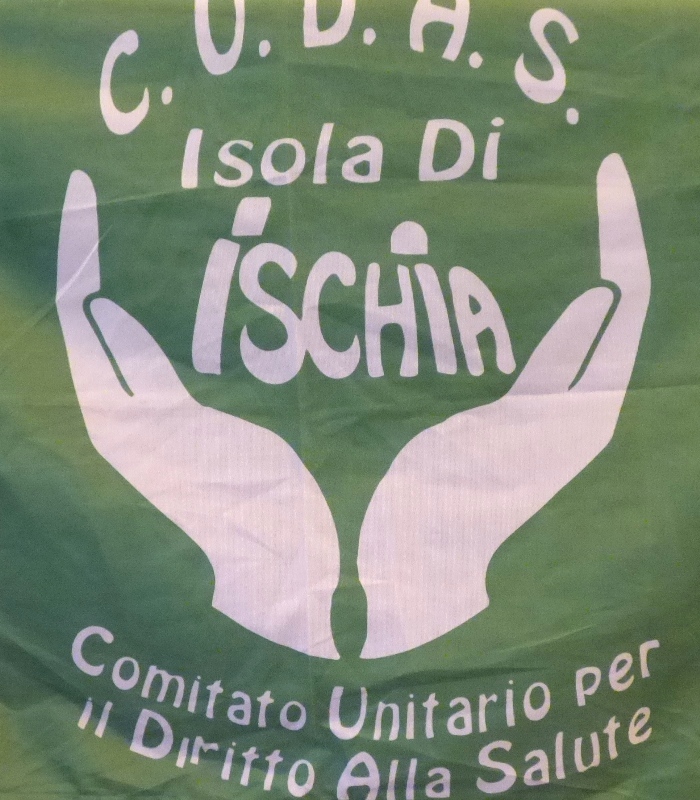 C. U. D. A. S.
Isola Di
ISCHIA
Comitato Unitario per
il Diritto Alla Salute